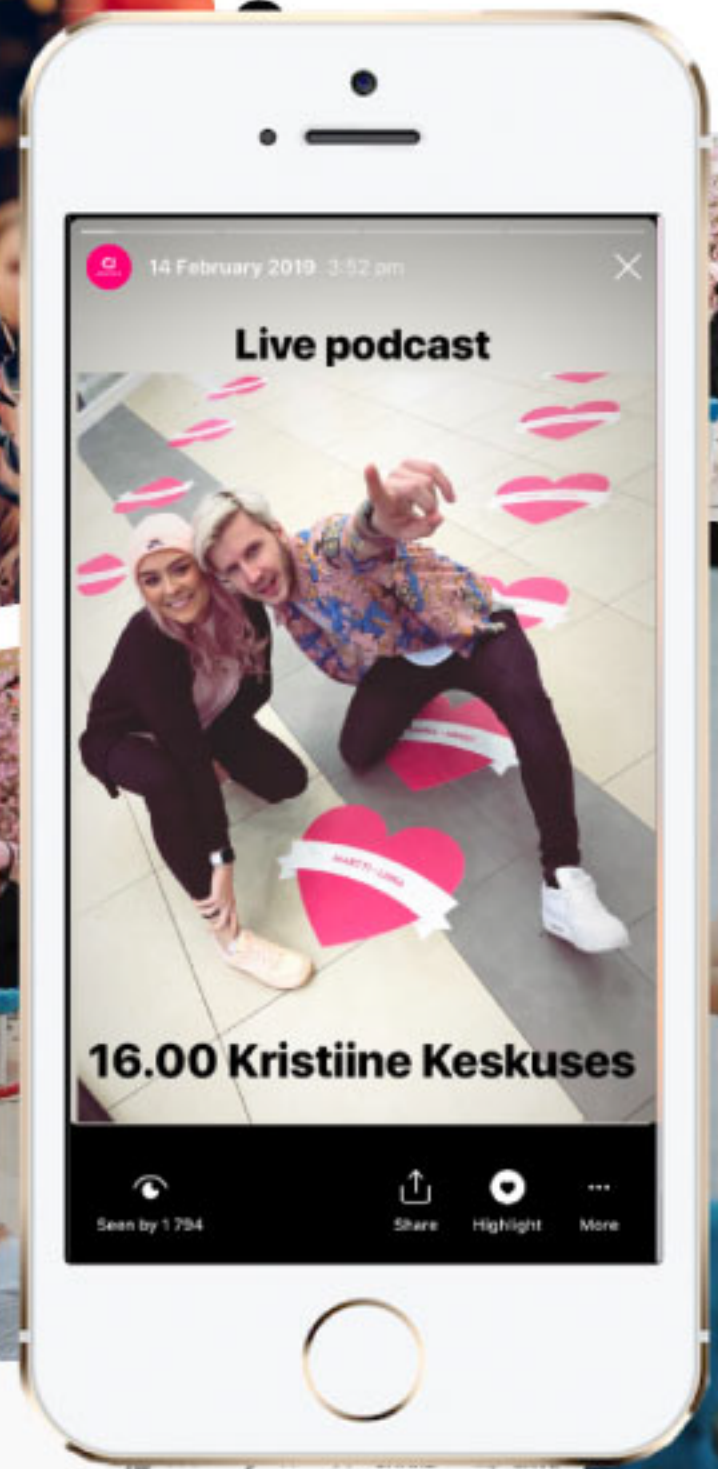 14 February 2019 3:52 pm
Live podcast
16.00 Kristiine Keskuses
Seen by 1 794
Share
Highlight
More